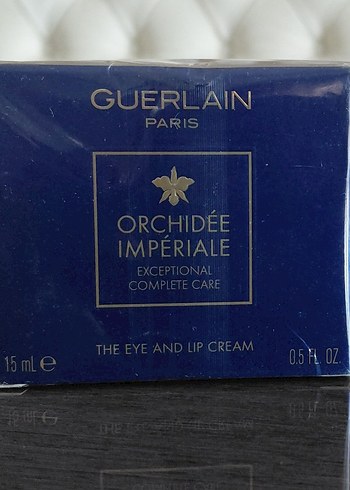 GUERLAIN
PARIS
ORCHIDÉE
IMPÉRIALE
EXCEPTIONAL
COMPLETE CARE
THE EYE AND LIP CREAM
15 mL ℮
0.5 FL. OZ.